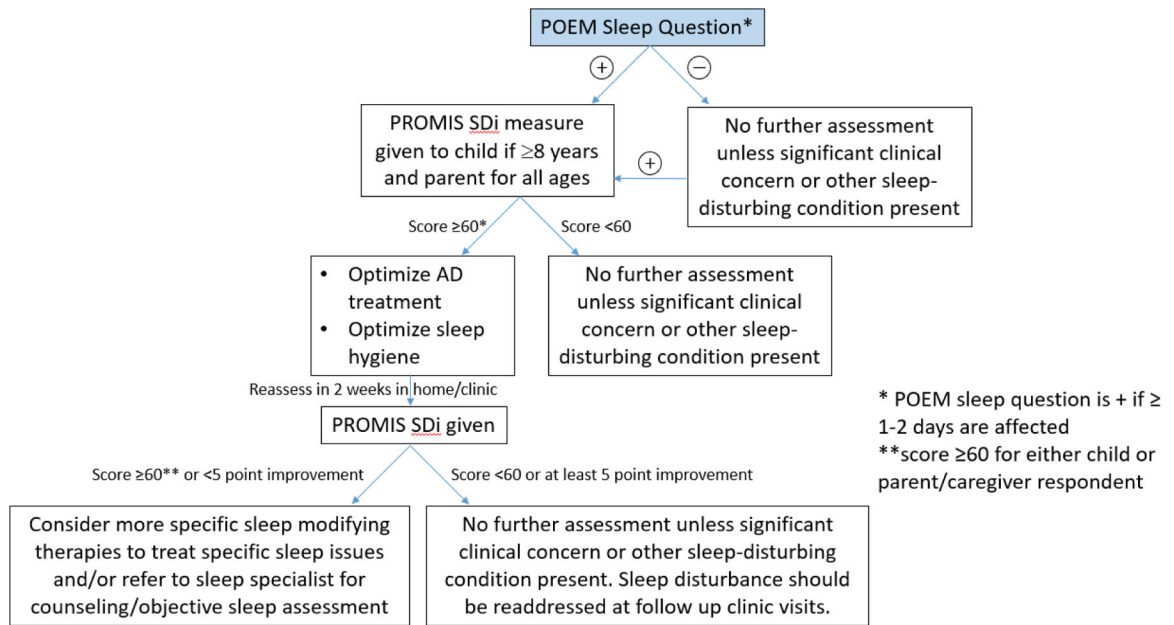 POEM Sleep Question*
+
−
PROMIS SDi measure
given to child if ≥8 years
and parent for all ages
No further assessment
unless significant clinical
concern or other sleep-
disturbing condition present
+
Score ≥60*
Score <60
• Optimize AD
treatment
• Optimize sleep
hygiene
No further assessment
unless significant clinical
concern or other sleep-
disturbing condition present
Reassess in 2 weeks in home/clinic
PROMIS SDi given
* POEM sleep question is + if ≥
1-2 days are affected
**score ≥60 for either child or
parent/caregiver respondent
Score ≥60** or <5 point improvement
Score <60 or at least 5 point improvement
Consider more specific sleep modifying
therapies to treat specific sleep issues
and/or refer to sleep specialist for
counseling/objective sleep assessment
No further assessment unless significant
clinical concern or other sleep-disturbing
condition present. Sleep disturbance should
be readdressed at follow up clinic visits.